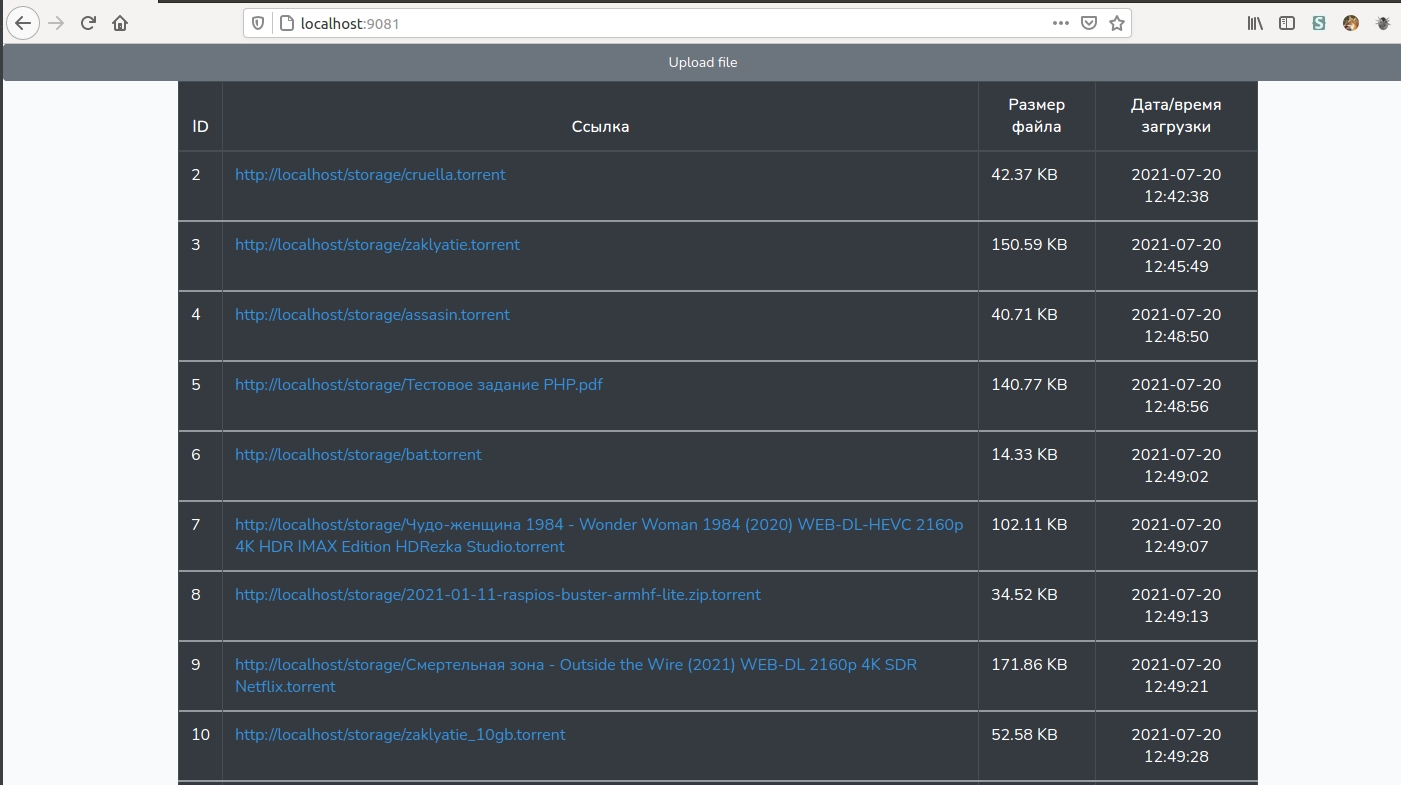 localhost:9081
Upload file
ID
Ссылка
Размер
файла
Дата/время
загрузки
2
http://localhost/storage/cruella.torrent
42.37 KB
2021-07-20
12:42:38
3
http://localhost/storage/zaklyatie.torrent
150.59 KB
2021-07-20
12:45:49
4
http://localhost/storage/assasin.torrent
40.71 KB
2021-07-20
12:48:50
5
http://localhost/storage/Тестовое задание PHP.pdf
140.77 KB
2021-07-20
12:48:56
6
http://localhost/storage/bat.torrent
14.33 KB
2021-07-20
12:49:02
7
http://localhost/storage/Чудо-женщина 1984 - Wonder Woman 1984 (2020) WEB-DL-HEVC 2160p
4K HDR IMAX Edition HDRezka Studio.torrent
102.11 KB
2021-07-20
12:49:07
8
http://localhost/storage/2021-01-11-raspios-buster-armhf-lite.zip.torrent
34.52 KB
2021-07-20
12:49:13
9
http://localhost/storage/Смертельная зона - Outside the Wire (2021) WEB-DL 2160p 4K SDR
Netflix.torrent
171.86 KB
2021-07-20
12:49:21
10
http://localhost/storage/zaklyatie_10gb.torrent
52.58 KB
2021-07-20
12:49:28